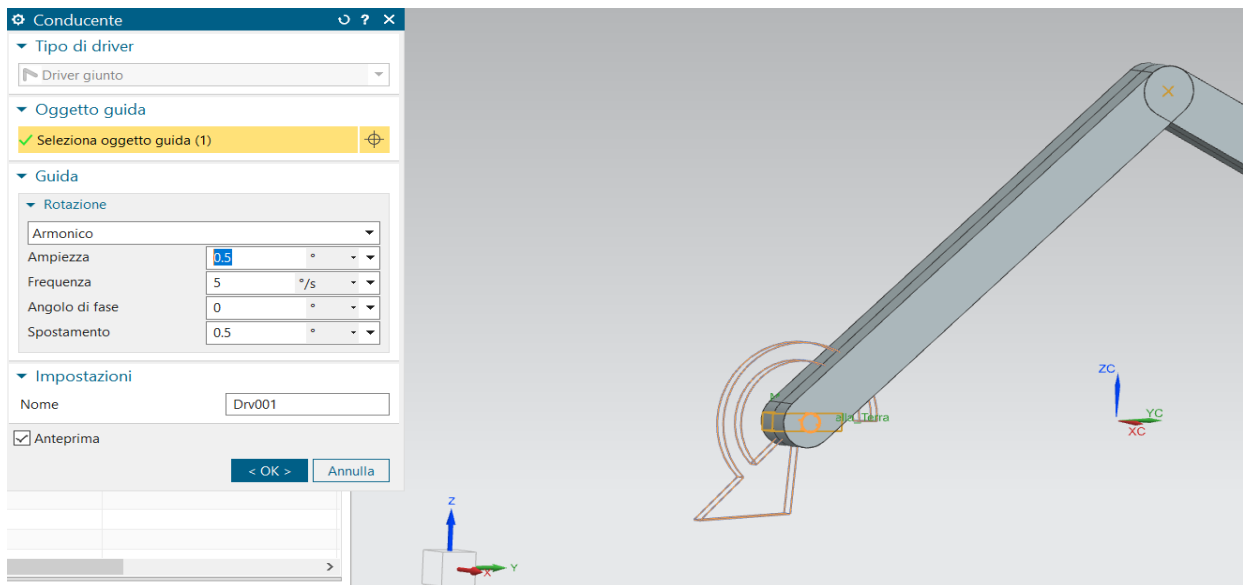 Conducente
Tipo di driver
Driver giunto
Oggetto guida
Seleziona oggetto guida (1)
Guida
Rotazione
Armonico
Ampiezza 0.5 °
Frequenza 5 °/s
Angolo di fase 0 °
Spostamento 0.5 °
Impostazioni
Nome Drv001
Anteprima
< OK > Annulla
ella_Terra
ZC
YC
XC
Z
Y
X